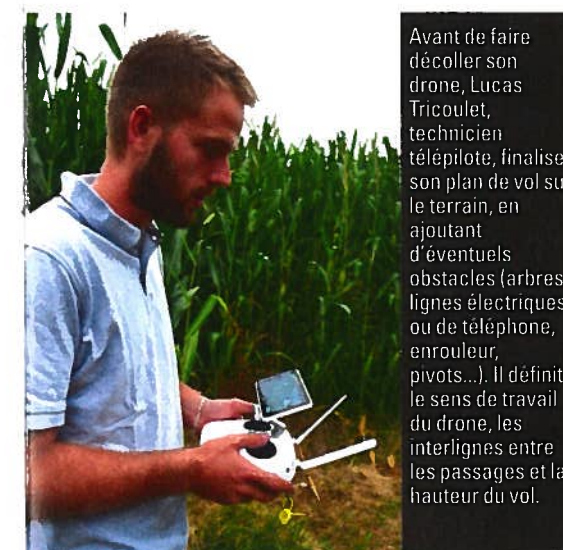 Avant de faire
décoller son
drone, Lucas
Tricoulet,
technicien
télépilote, finalise
son plan de vol su
le terrain, en
ajoutant
d'éventuels
obstacles (arbres
lignes électriques
ou de téléphone,
enrouleur,
pivots...). Il définit
le sens de travail
du drone, les
interlignes entre
les passages et la
hauteur du vol.